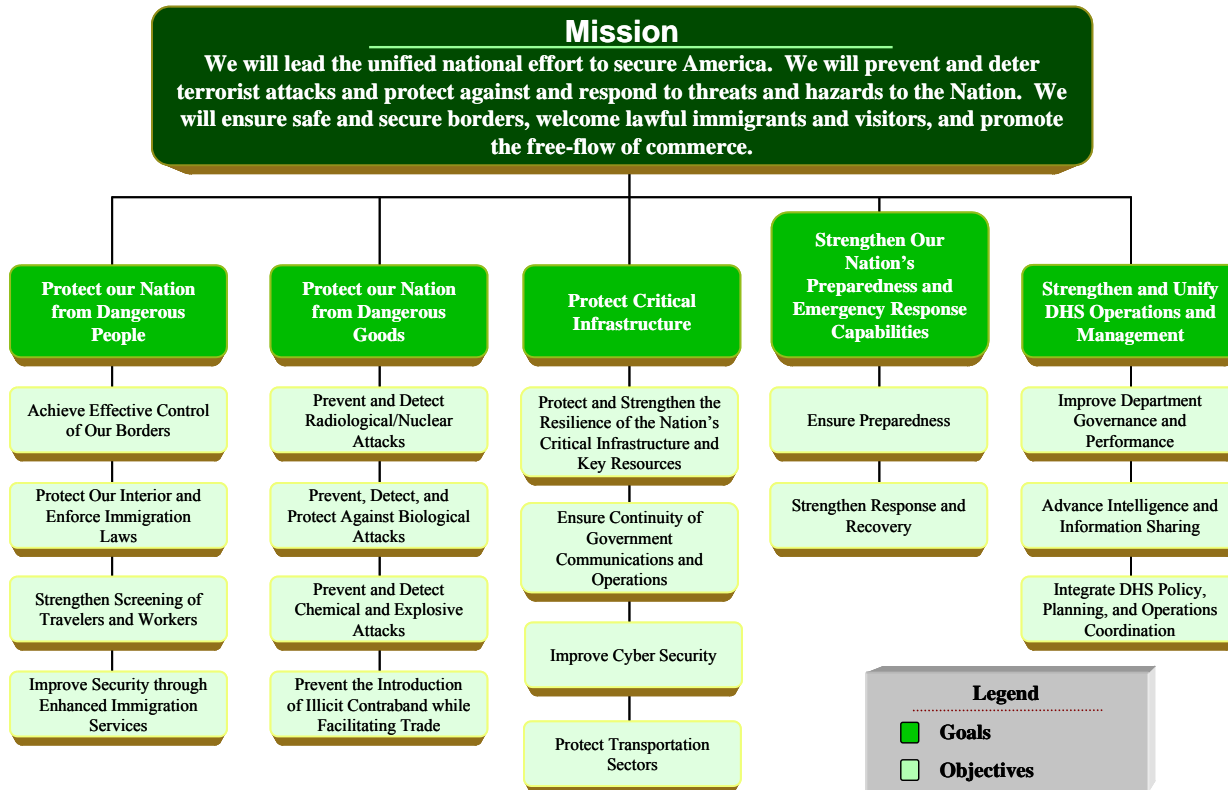 Mission
We will lead the unified national effort to secure America.  We will prevent and deter
terrorist attacks and protect against and respond to threats and hazards to the Nation.  We
will ensure safe and secure borders, welcome lawful immigrants and visitors, and promote
the free-flow of commerce.
Protect our Nation
from Dangerous
People
Achieve Effective Control
of Our Borders
Protect Our Interior and
Enforce Immigration
Laws
Strengthen Screening of
Travelers and Workers
Improve Security through
Enhanced Immigration
Services
Protect our Nation
from Dangerous
Goods
Prevent and Detect
Radiological/Nuclear
Attacks
Prevent, Detect, and
Protect Against Biological
Attacks
Prevent and Detect
Chemical and Explosive
Attacks
Prevent the Introduction
of Illicit Contraband while
Facilitating Trade
Protect Critical
Infrastructure
Protect and Strengthen the
Resilience of the Nation’s
Critical Infrastructure and
Key Resources
Ensure Continuity of
Government
Communications and
Operations
Improve Cyber Security
Protect Transportation
Sectors
Strengthen Our
Nation’s
Preparedness and
Emergency Response
Capabilities
Ensure Preparedness
Strengthen Response and
Recovery
Strengthen and Unify
DHS Operations and
Management
Improve Department
Governance and
Performance
Advance Intelligence and
Information Sharing
Integrate DHS Policy,
Planning, and Operations
Coordination
Legend
Goals
Objectives